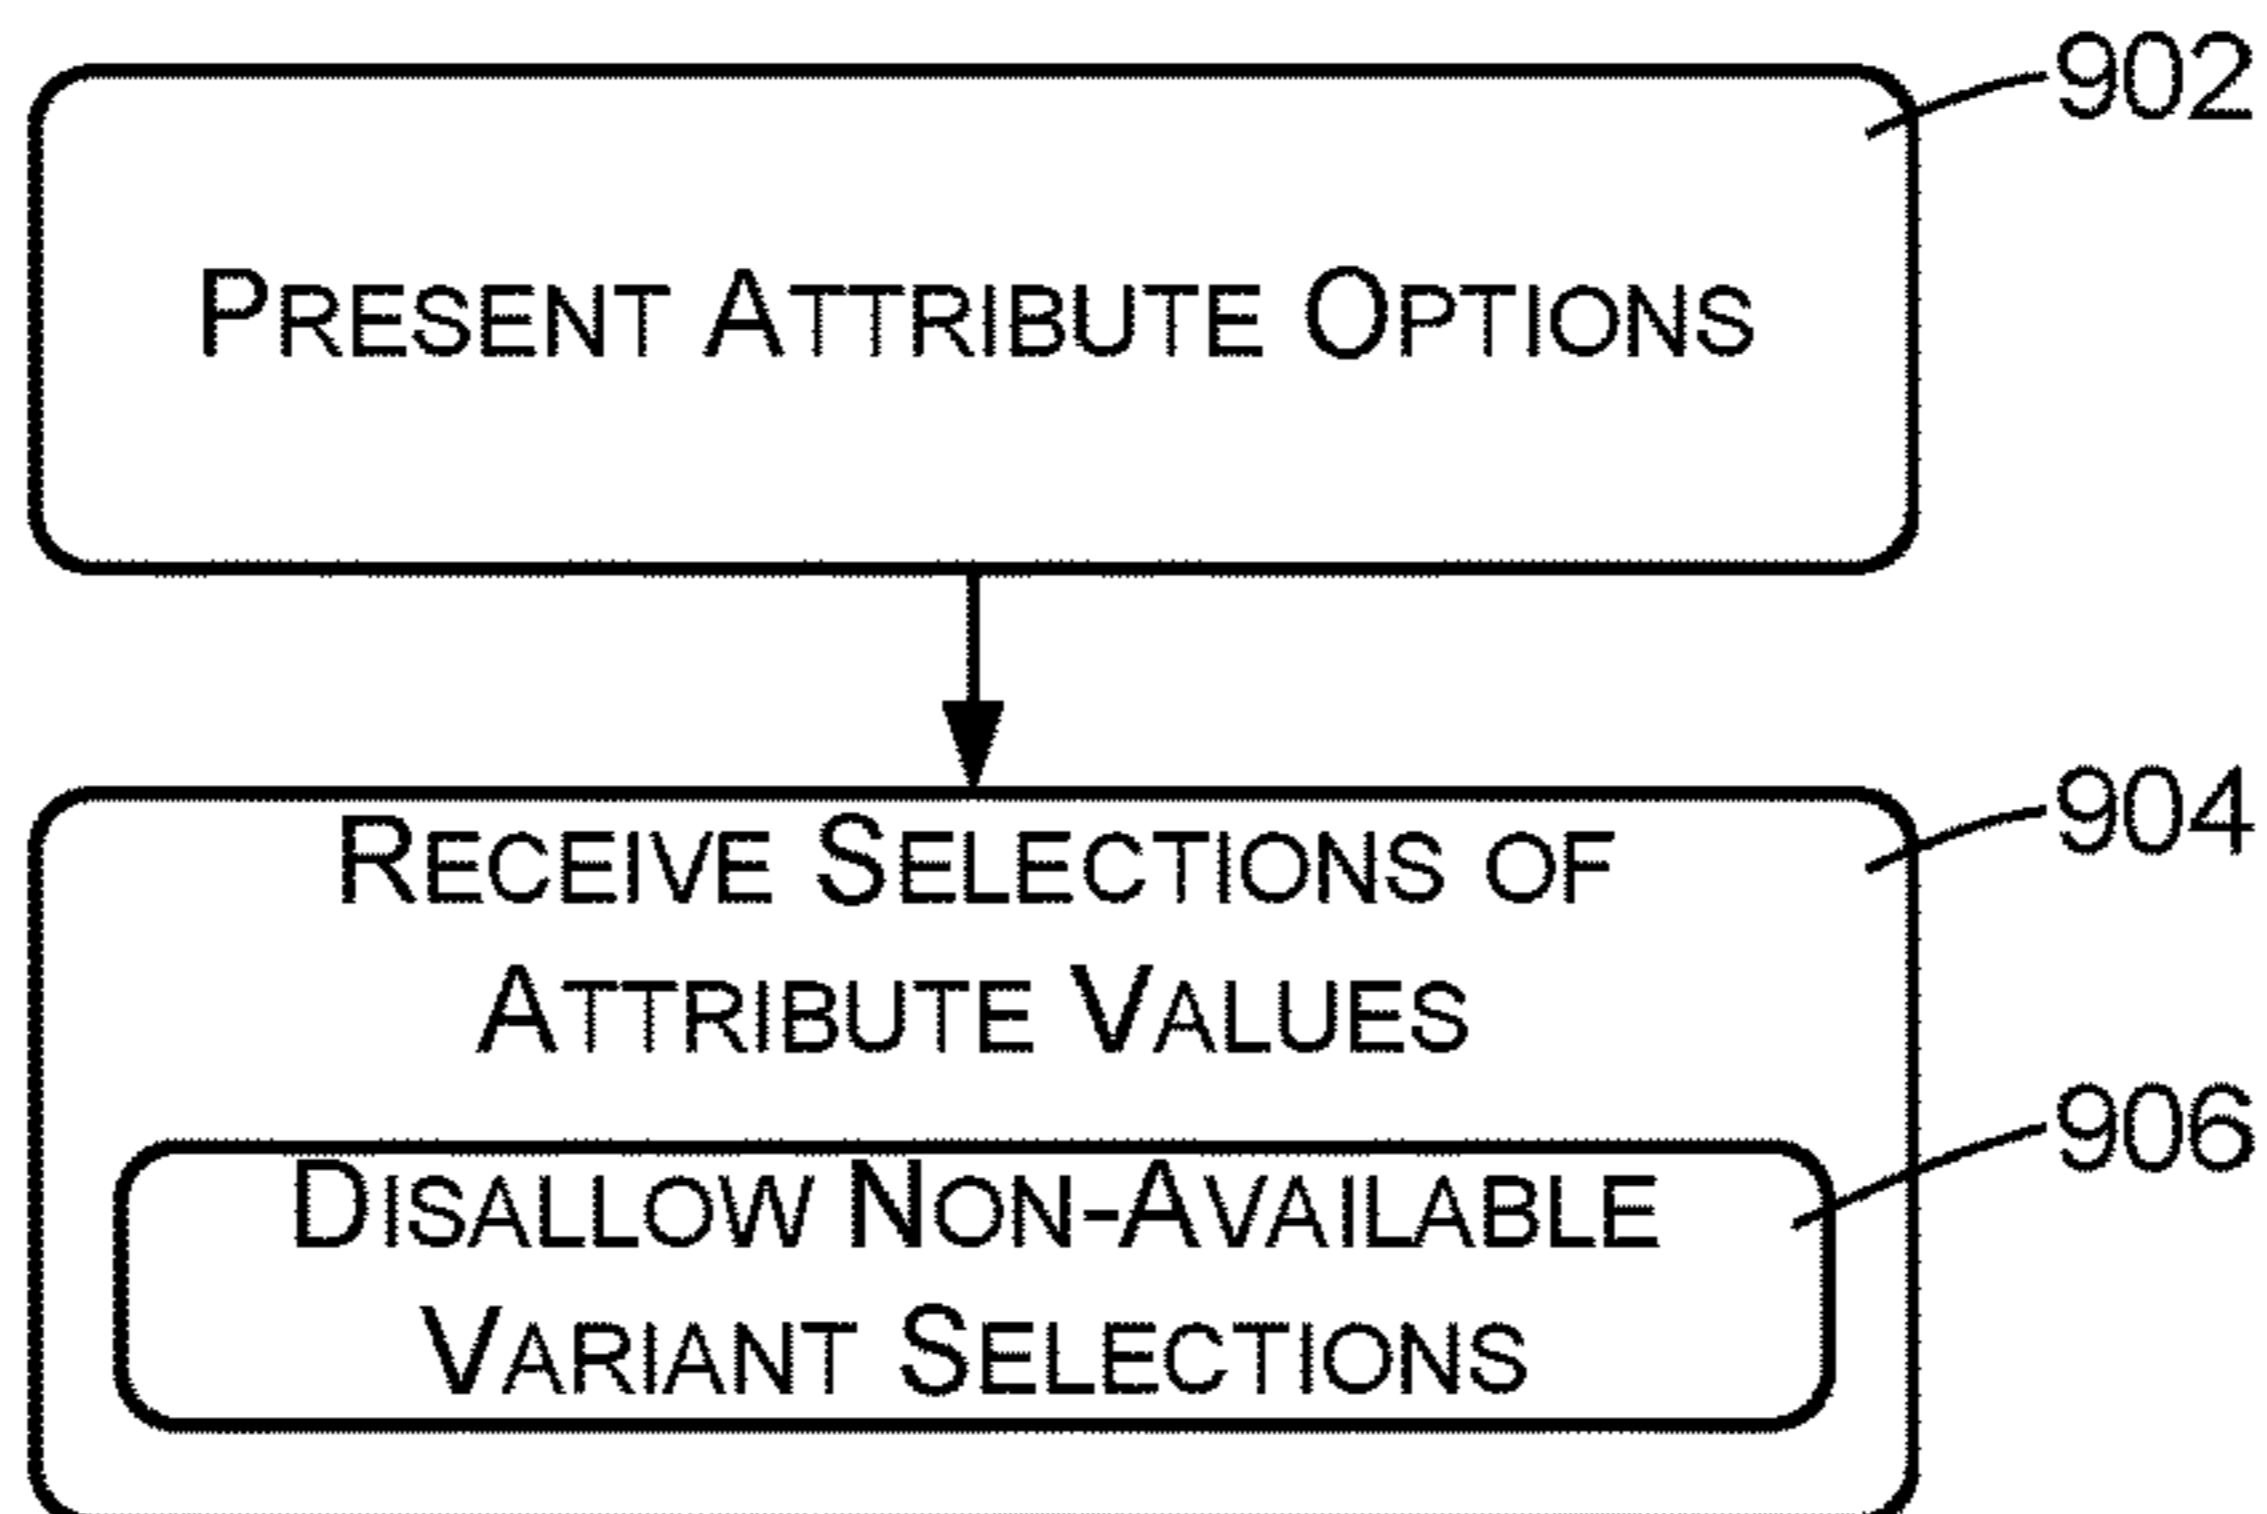 902
PRESENT ATTRIBUTE OPTIONS
904
RECEIVE SELECTIONS OF
ATTRIBUTE VALUES
906
DISALLOW NON-AVAILABLE
VARIANT SELECTIONS